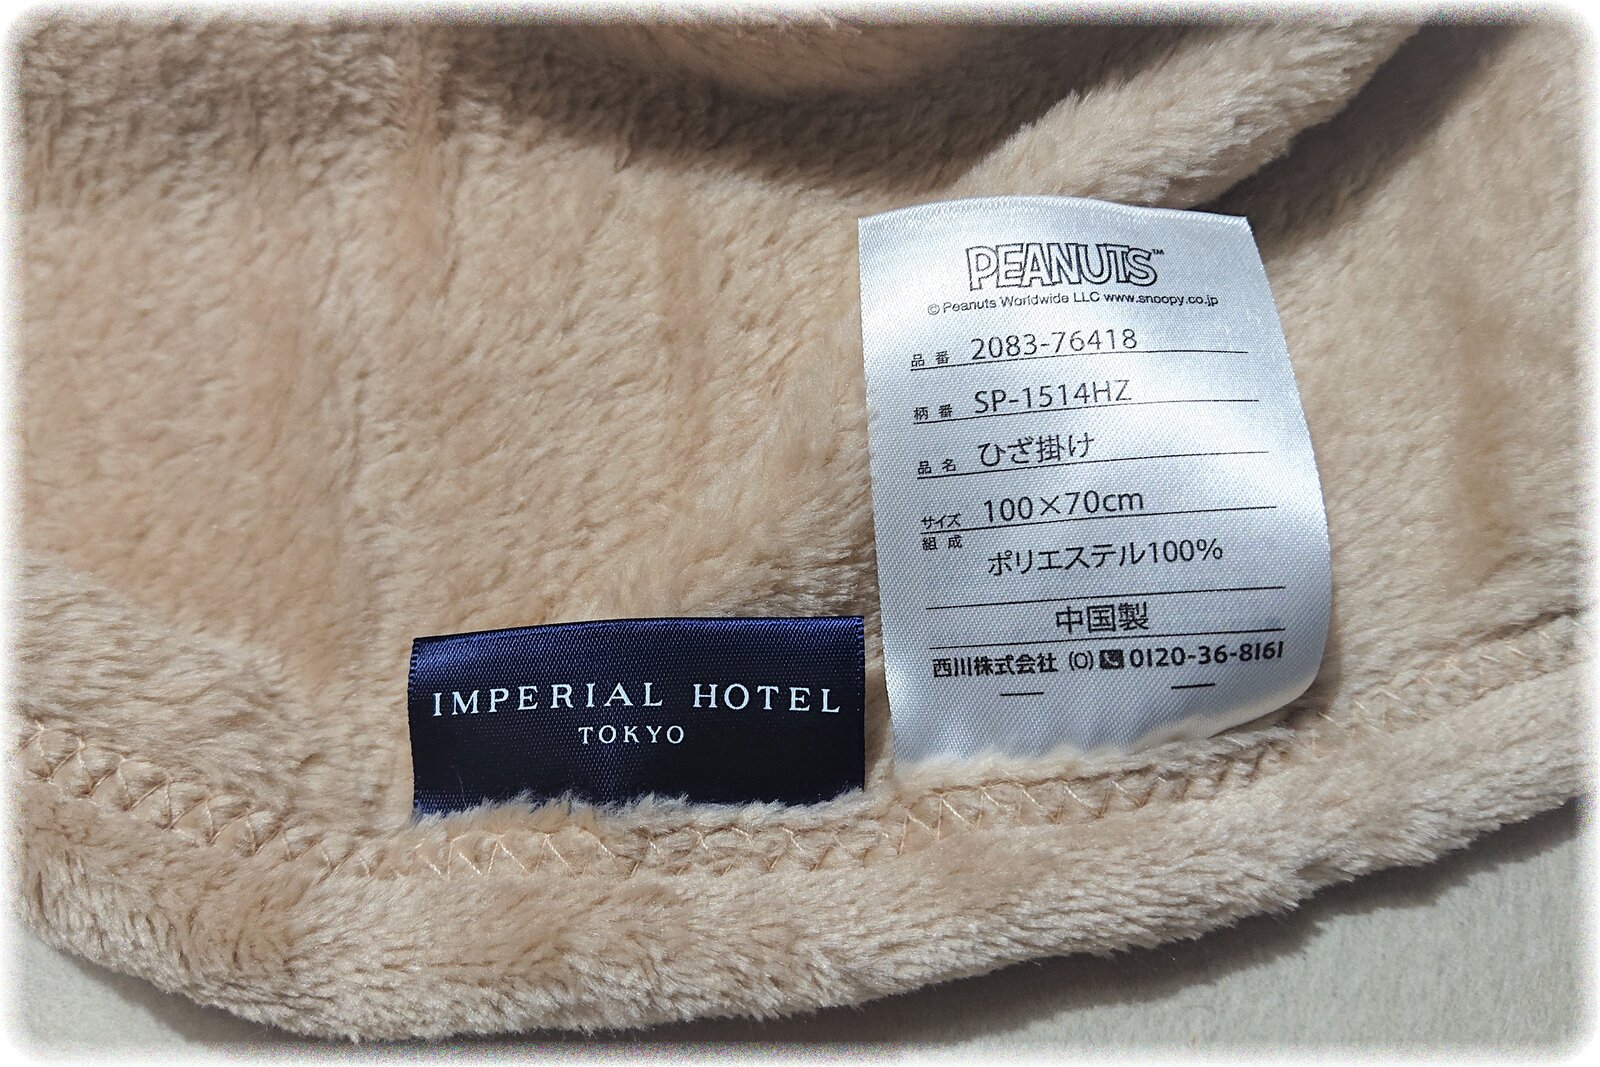 PEANUTS™
© Peanuts Worldwide LLC www.snoopy.co.jp
品番 2083-76418
柄番 SP-1514HZ
品名 ひざ掛け
サイズ 100×70cm
組成
ポリエステル100%
中国製
西川株式会社 (O) 0120-36-8161
IMPERIAL HOTEL
TOKYO